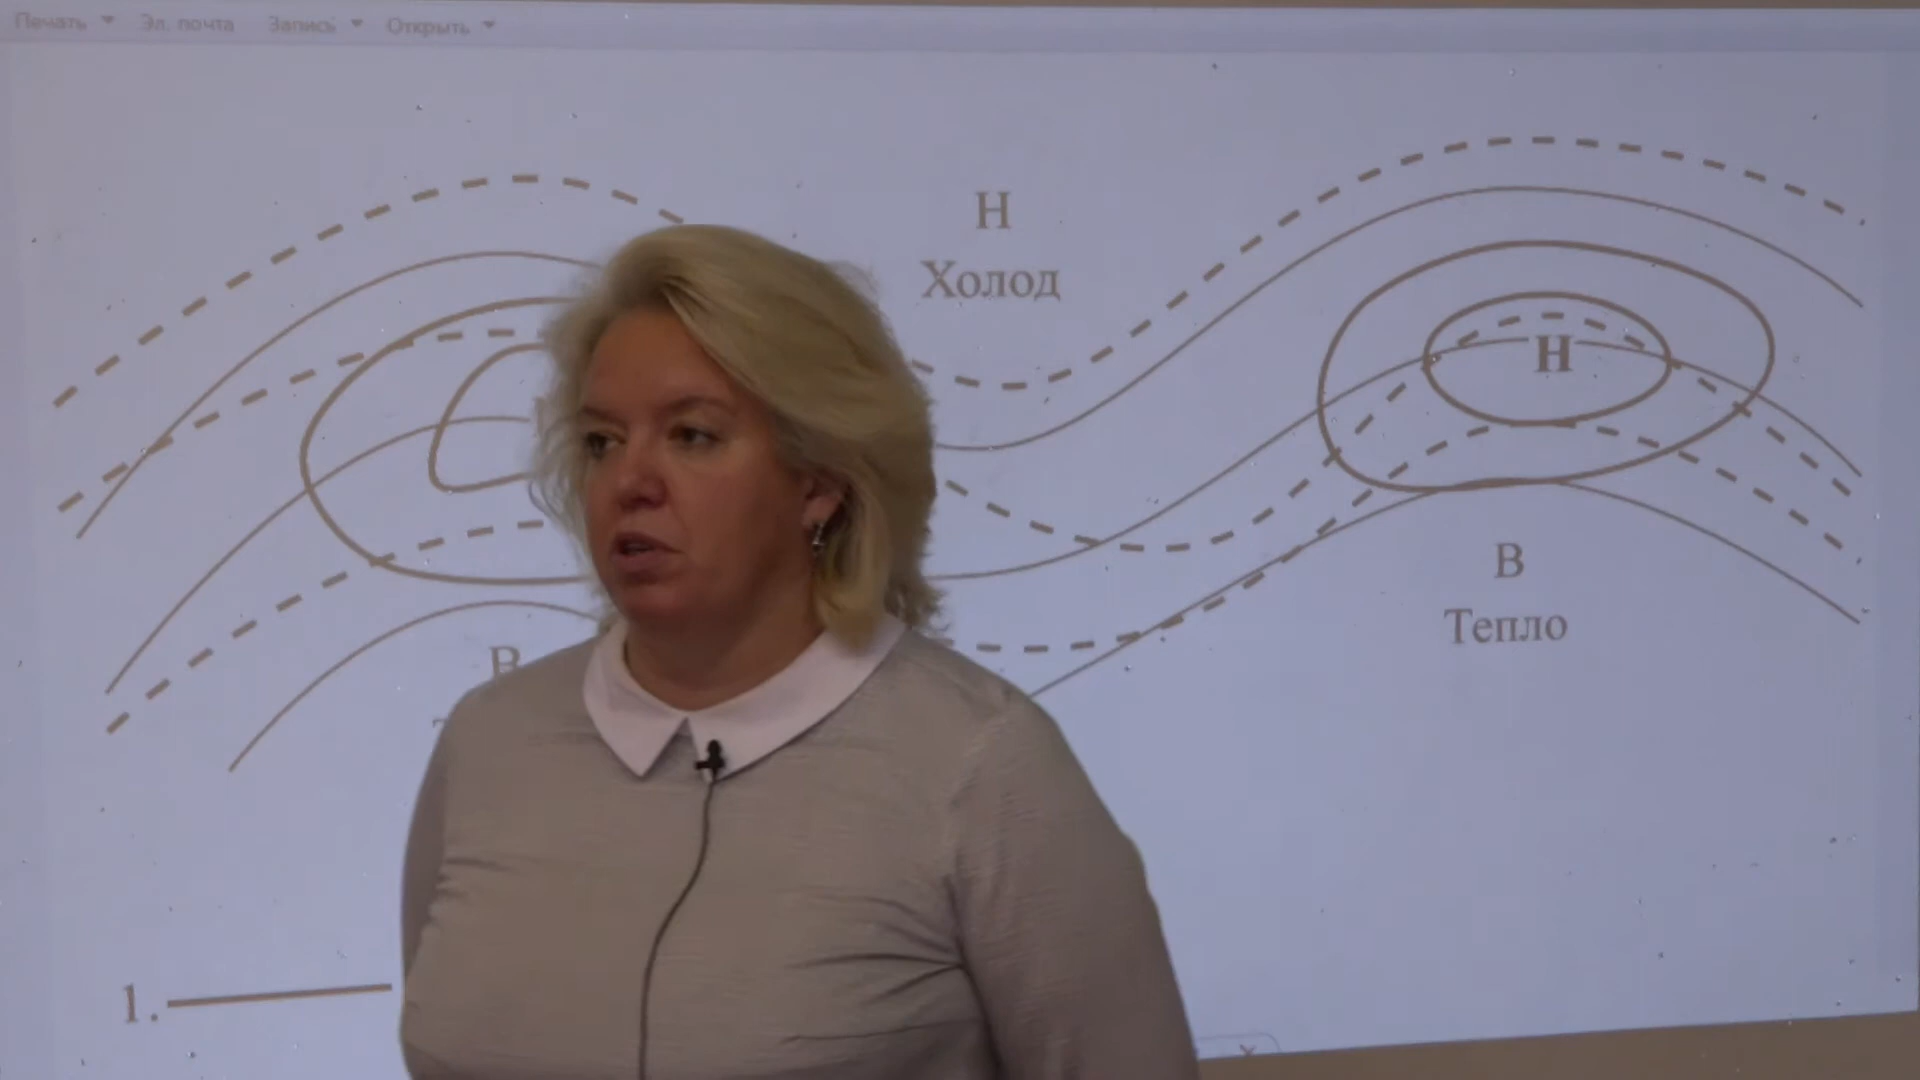 Печать Эл. почта Запись Открыть
Н
Холод
Н
В
Тепло
В
1.